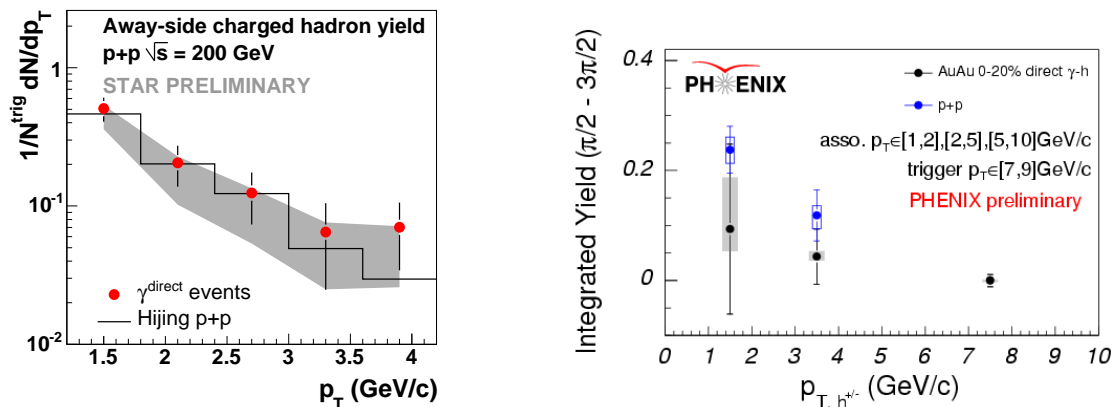 Away-side charged hadron yield
p+p √s = 200 GeV
STAR PRELIMINARY
1/N^trig dN/dp_T
1
10^-1
10^-2
γ^direct events
Hijing p+p
1.5 2 2.5 3 3.5 4
p_T (GeV/c)
PHENIX
AuAu 0-20% direct γ-h
p+p
asso. p_T∈[1,2],[2,5],[5,10]GeV/c
trigger p_T∈[7,9]GeV/c
PHENIX preliminary
Integrated Yield (π/2 - 3π/2)
0.4
0.2
0
0 1 2 3 4 5 6 7 8 9 10
p_T, h^+/- (GeV/c)